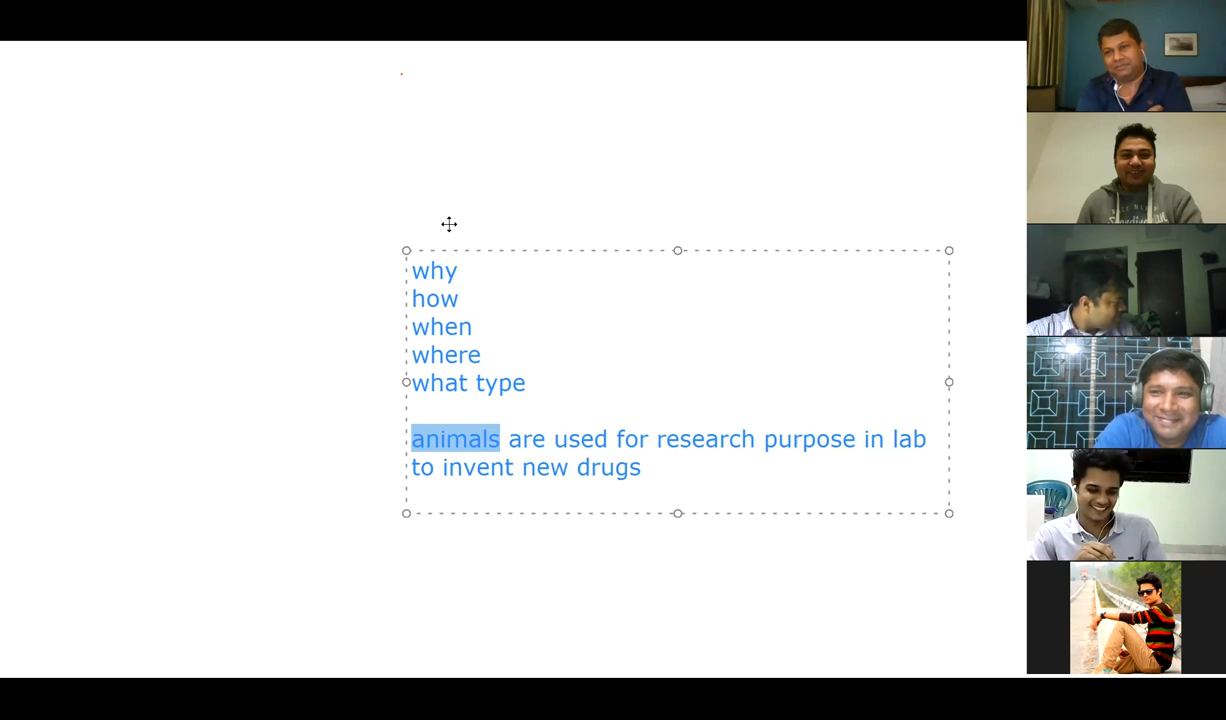 why
how
when
where
what type
animals are used for research purpose in lab
to invent new drugs